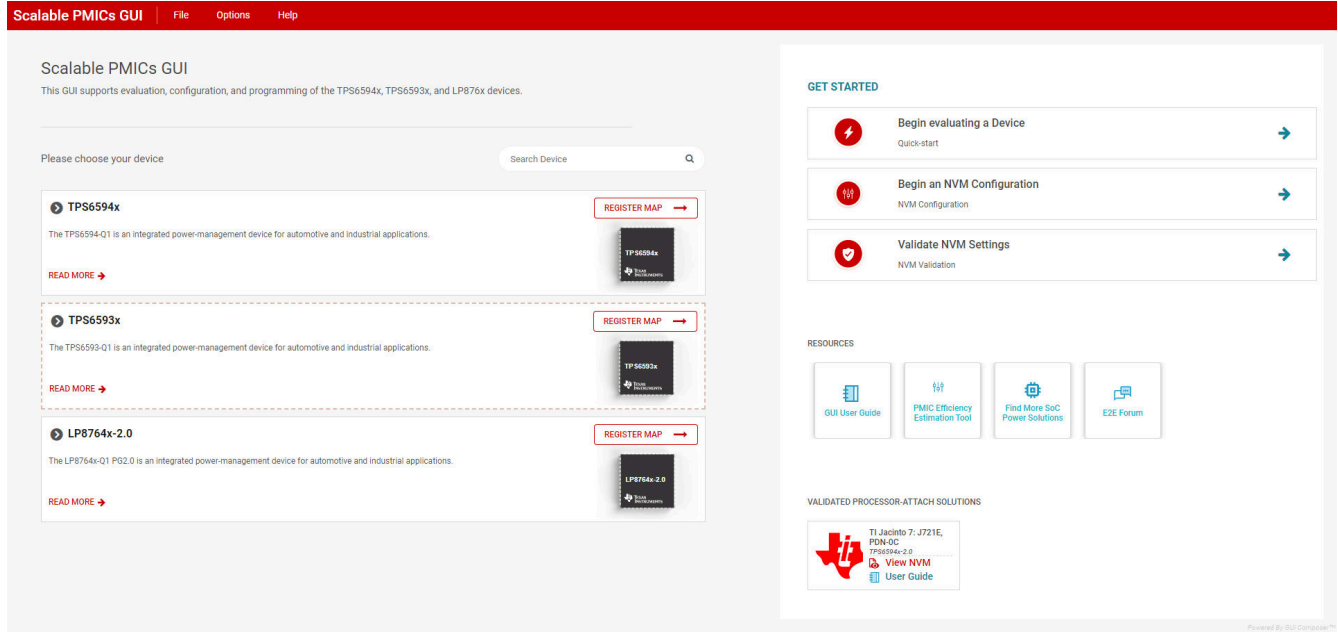 Scalable PMICs GUI File Options Help
Scalable PMICs GUI
This GUI supports evaluation, configuration, and programming of the TPS6594x, TPS6593x, and LP876x devices.
Please choose your device
Search Device
TPS6594x
REGISTER MAP
The TPS6594-Q1 is an integrated power-management device for automotive and industrial applications.
TPS6594x
TEXAS
INSTRUMENTS
READ MORE
TPS6593x
REGISTER MAP
The TPS6593-Q1 is an integrated power-management device for automotive and industrial applications.
TPS6593x
TEXAS
INSTRUMENTS
READ MORE
LP8764x-2.0
REGISTER MAP
The LP8764x-Q1 PG2.0 is an integrated power-management device for automotive and industrial applications.
LP8764x-2.0
TEXAS
INSTRUMENTS
READ MORE
GET STARTED
Begin evaluating a Device
Quick-start
Begin an NVM Configuration
NVM Configuration
Validate NVM Settings
NVM Validation
RESOURCES
GUI User Guide
PMIC Efficiency
Estimation Tool
Find More SoC
Power Solutions
E2E Forum
VALIDATED PROCESSOR-ATTACH SOLUTIONS
TI Jacinto 7: J721E,
PDN-0C
TPS6594x-2.0
View NVM
User Guide
Powered By GUI Composer™